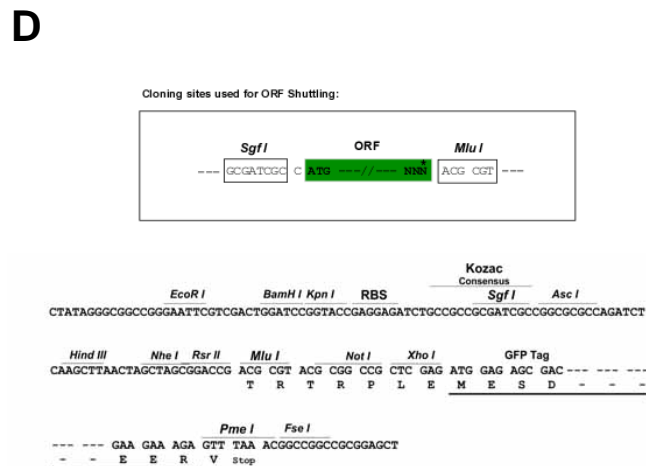 D
Cloning sites used for ORF Shuttling:
Sgf I ORF Mlu I
--- GCGATCGC C ATG ---//--- NNN* ACG CGT ---
Kozac
Consensus
EcoR I BamH I Kpn I RBS Sgf I Asc I
CTATAGGGCGGCCGGGAATTCGTCGACTGGATCCGGTACCGAGGAGATCTGCCGCCGCGATCGCCGGCGCGCCAGATCT
Hind III Nhe I Rsr II Mlu I Not I Xho I GFP Tag
CAAGCTTAACTAGCTAGCGGACCG ACG CGT ACG CGG CCG CTC GAG ATG GAG AGC GAC--- ---
T R T R P L E M E S D - - -
Pme I Fse I
--- --- GAA GAA AGA GTT TAA ACGGCCGGCCGCGGAGCT
- - E E R V Stop